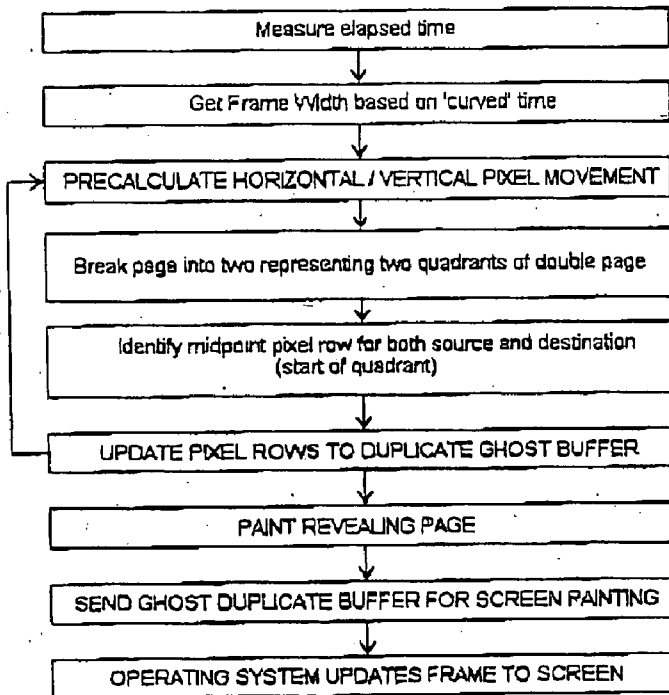 Measure elapsed time
Get Frame Width based on 'curved' time
PRECALCULATE HORIZONTAL / VERTICAL PIXEL MOVEMENT
Break page into two representing two quadrants of double page
Identify midpoint pixel row for both source and destination
(start of quadrant)
UPDATE PIXEL ROWS TO DUPLICATE GHOST BUFFER
PAINT REVEALING PAGE
SEND GHOST DUPLICATE BUFFER FOR SCREEN PAINTING
OPERATING SYSTEM UPDATES FRAME TO SCREEN